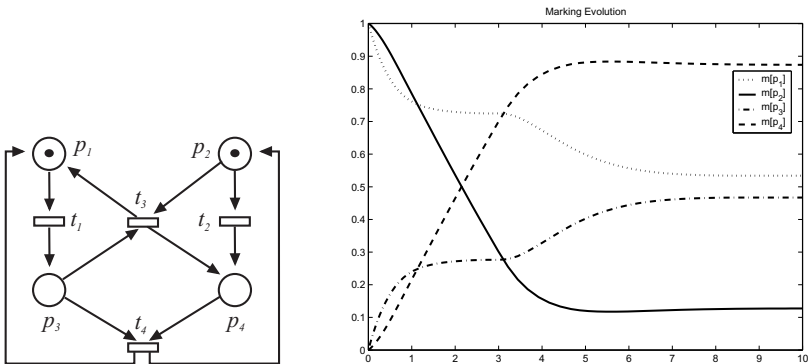 p1 p2
t3
t1 t2
p3 p4
t4
Marking Evolution
1
0.9
0.8
0.7
0.6
0.5
0.4
0.3
0.2
0.1
0
0 1 2 3 4 5 6 7 8 9 10
m[p1]
m[p2]
m[p3]
m[p4]